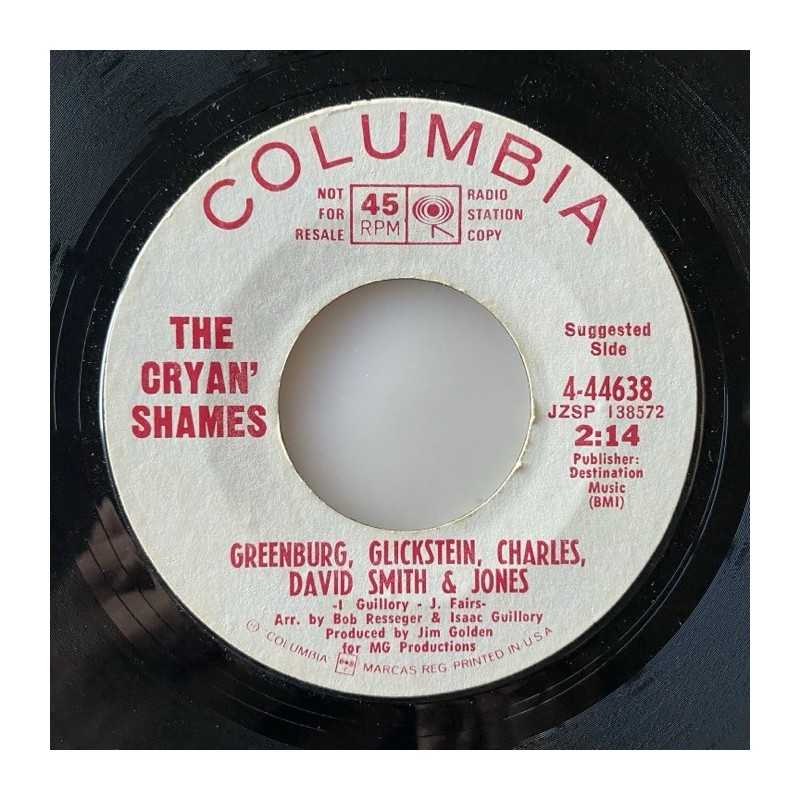 COLUMBIA
NOT FOR RESALE
45 RPM
RADIO STATION COPY
THE
CRYAN'
SHAMES
Suggested
Side
4-44638
JZSP 138572
2:14
Publisher:
Destination
Music
(BMI)
GREENBURG, GLICKSTEIN, CHARLES,
DAVID SMITH & JONES
-I Guillory - J. Fairs-
Arr. by Bob Resseger & Isaac Guillory
Produced by Jim Golden
for MG Productions
℗ COLUMBIA MARCAS REG. PRINTED IN U.S.A.